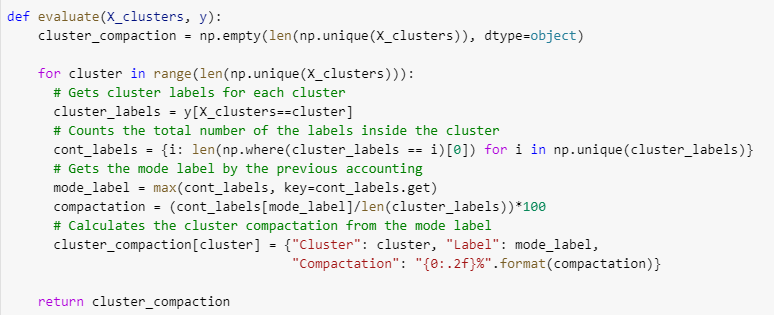 def evaluate(X_clusters, y):
    cluster_compaction = np.empty(len(np.unique(X_clusters)), dtype=object)

    for cluster in range(len(np.unique(X_clusters))):
      # Gets cluster labels for each cluster
      cluster_labels = y[X_clusters==cluster]
      # Counts the total number of the labels inside the cluster
      cont_labels = {i: len(np.where(cluster_labels == i)[0]) for i in np.unique(cluster_labels)}
      # Gets the mode label by the previous accounting
      mode_label = max(cont_labels, key=cont_labels.get)
      compactation = (cont_labels[mode_label]/len(cluster_labels))*100
      # Calculates the cluster compactation from the mode label
      cluster_compaction[cluster] = {"Cluster": cluster, "Label": mode_label,
                                     "Compactation": "{0:.2f}%".format(compactation)}

    return cluster_compaction